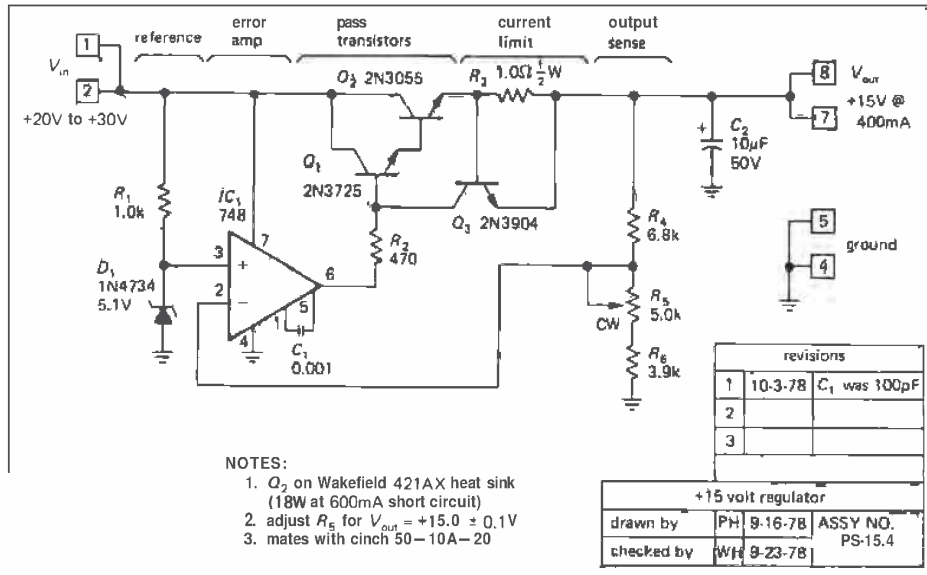 reference
error amp
pass transistors
current limit
output sense
1
V_in
2
+20V to +30V
Q₂ 2N3055
R₃ 1.0Ω ½W
8
V_out
7
+15V @ 400mA
+
C₂
10µF
50V
Q₁
2N3725
Q₃ 2N3904
R₁
1.0k
IC₁
748
7
3
+
2
−
6
5
1
4
C₁
0.001
D₁
1N4734
5.1V
R₂
470
R₄
6.8k
R₅
5.0k
CW
R₆
3.9k
5
ground
4
revisions
1 10-3-78 C₁ was 100pF
2
3
NOTES:
1. Q₂ on Wakefield 421AX heat sink
(18W at 600mA short circuit)
2. adjust R₅ for V_out = +15.0 ± 0.1V
3. mates with cinch 50–10A–20
+15 volt regulator
drawn by PH 9-16-78 ASSY NO.
PS-15.4
checked by WH 9-23-78